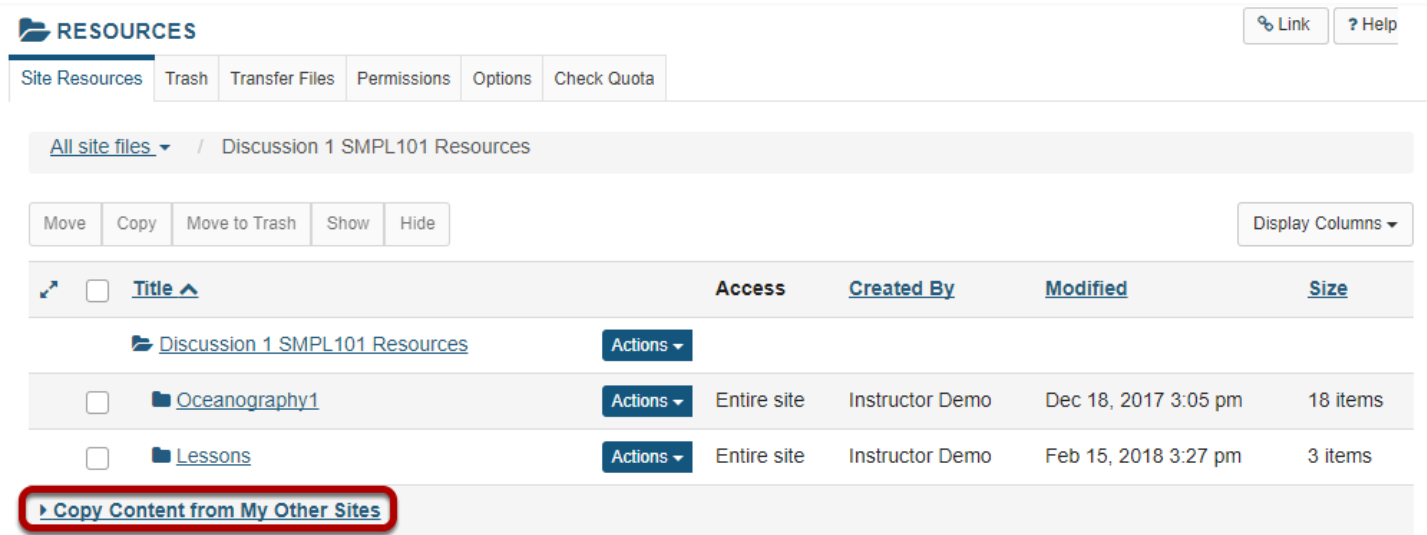 RESOURCES
Link
? Help
Site Resources Trash Transfer Files Permissions Options Check Quota
All site files / Discussion 1 SMPL101 Resources
Move Copy Move to Trash Show Hide
Display Columns
Title Access Created By Modified Size
Discussion 1 SMPL101 Resources Actions
Oceanography1 Actions Entire site Instructor Demo Dec 18, 2017 3:05 pm 18 items
Lessons Actions Entire site Instructor Demo Feb 15, 2018 3:27 pm 3 items
Copy Content from My Other Sites